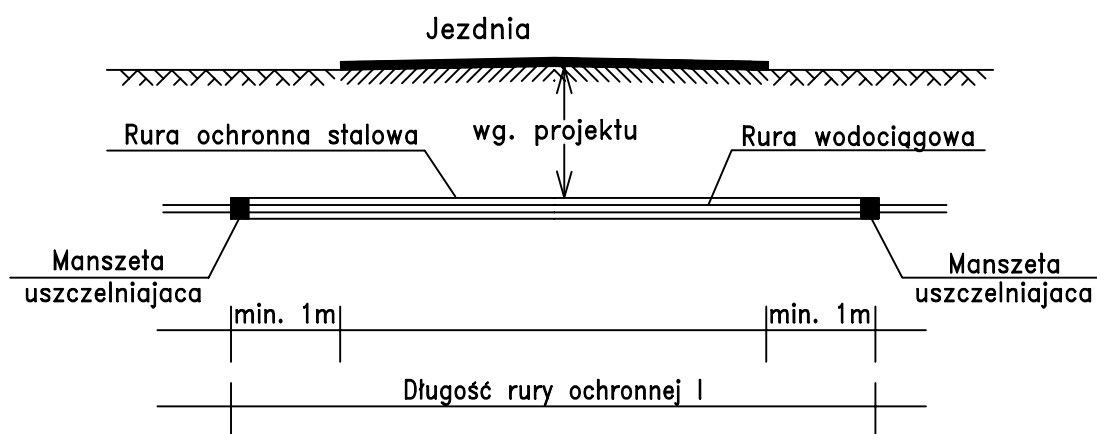 Jezdnia
Rura ochronna stalowa
wg. projektu
Rura wodociągowa
Manszeta
uszczelniajaca
Manszeta
uszczelniajaca
min. 1m
min. 1m
Długość rury ochronnej l